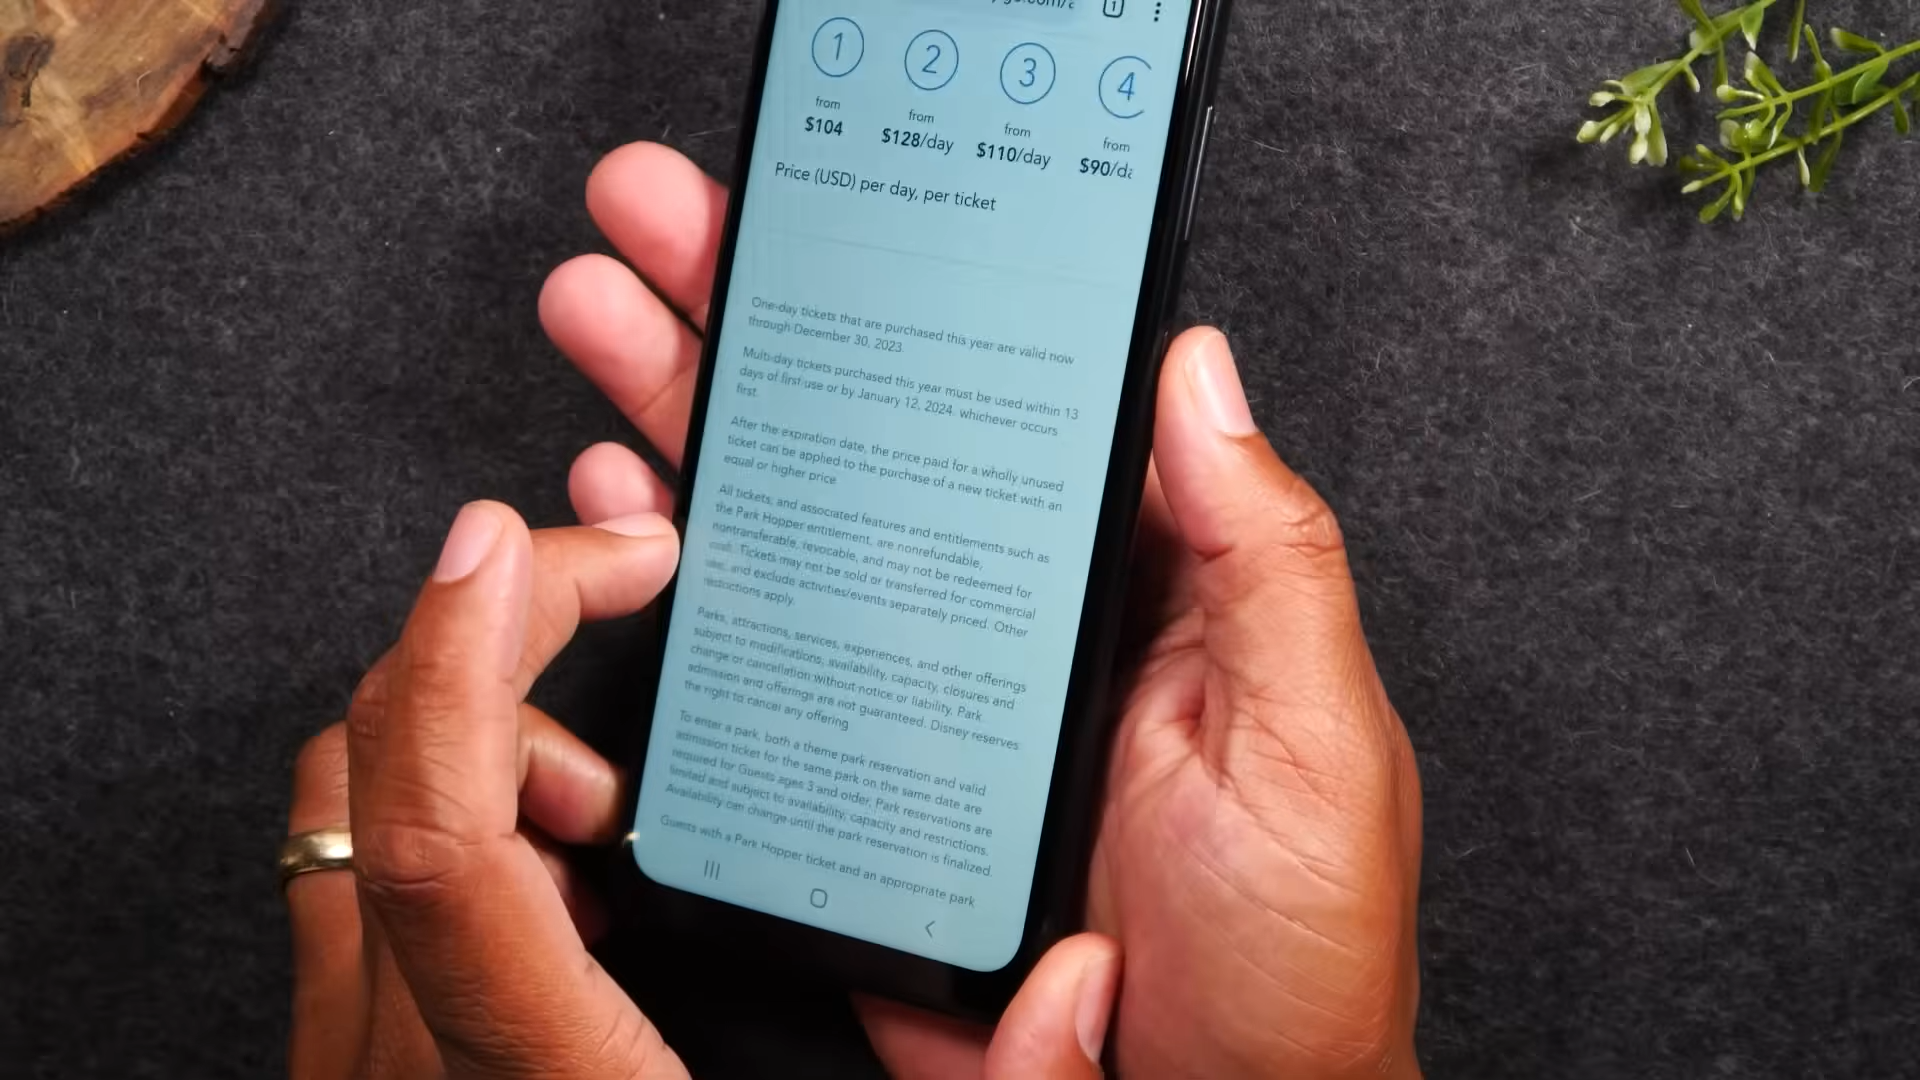 1 2 3 4
from from from from
$104 $128/day $110/day $90/da
Price (USD) per day, per ticket
One-day tickets that are purchased this year are valid now
through December 30, 2023.
Multi-day tickets purchased this year must be used within 13
days of first use or by January 12, 2024, whichever occurs
first.
After the expiration date, the price paid for a wholly unused
ticket can be applied to the purchase of a new ticket with an
equal or higher price
All tickets, and associated features and entitlements such as
the Park Hopper entitlement, are nonrefundable,
nontransferable, revocable, and may not be redeemed for
cash. Tickets may not be sold or transferred for commercial
use, and exclude activities/events separately priced. Other
restrictions apply.
Parks, attractions, services, experiences, and other offerings
subject to modifications, availability, capacity, closures and
change or cancellation without notice or liability. Park
admission and offerings are not guaranteed. Disney reserves
the right to cancel any offering
To enter a park, both a theme park reservation and valid
admission ticket for the same park on the same date are
required for Guests ages 3 and older, Park reservations are
limited and subject to availability, capacity and restrictions.
Availability can change until the park reservation is finalized.
Guests with a Park Hopper ticket and an appropriate park